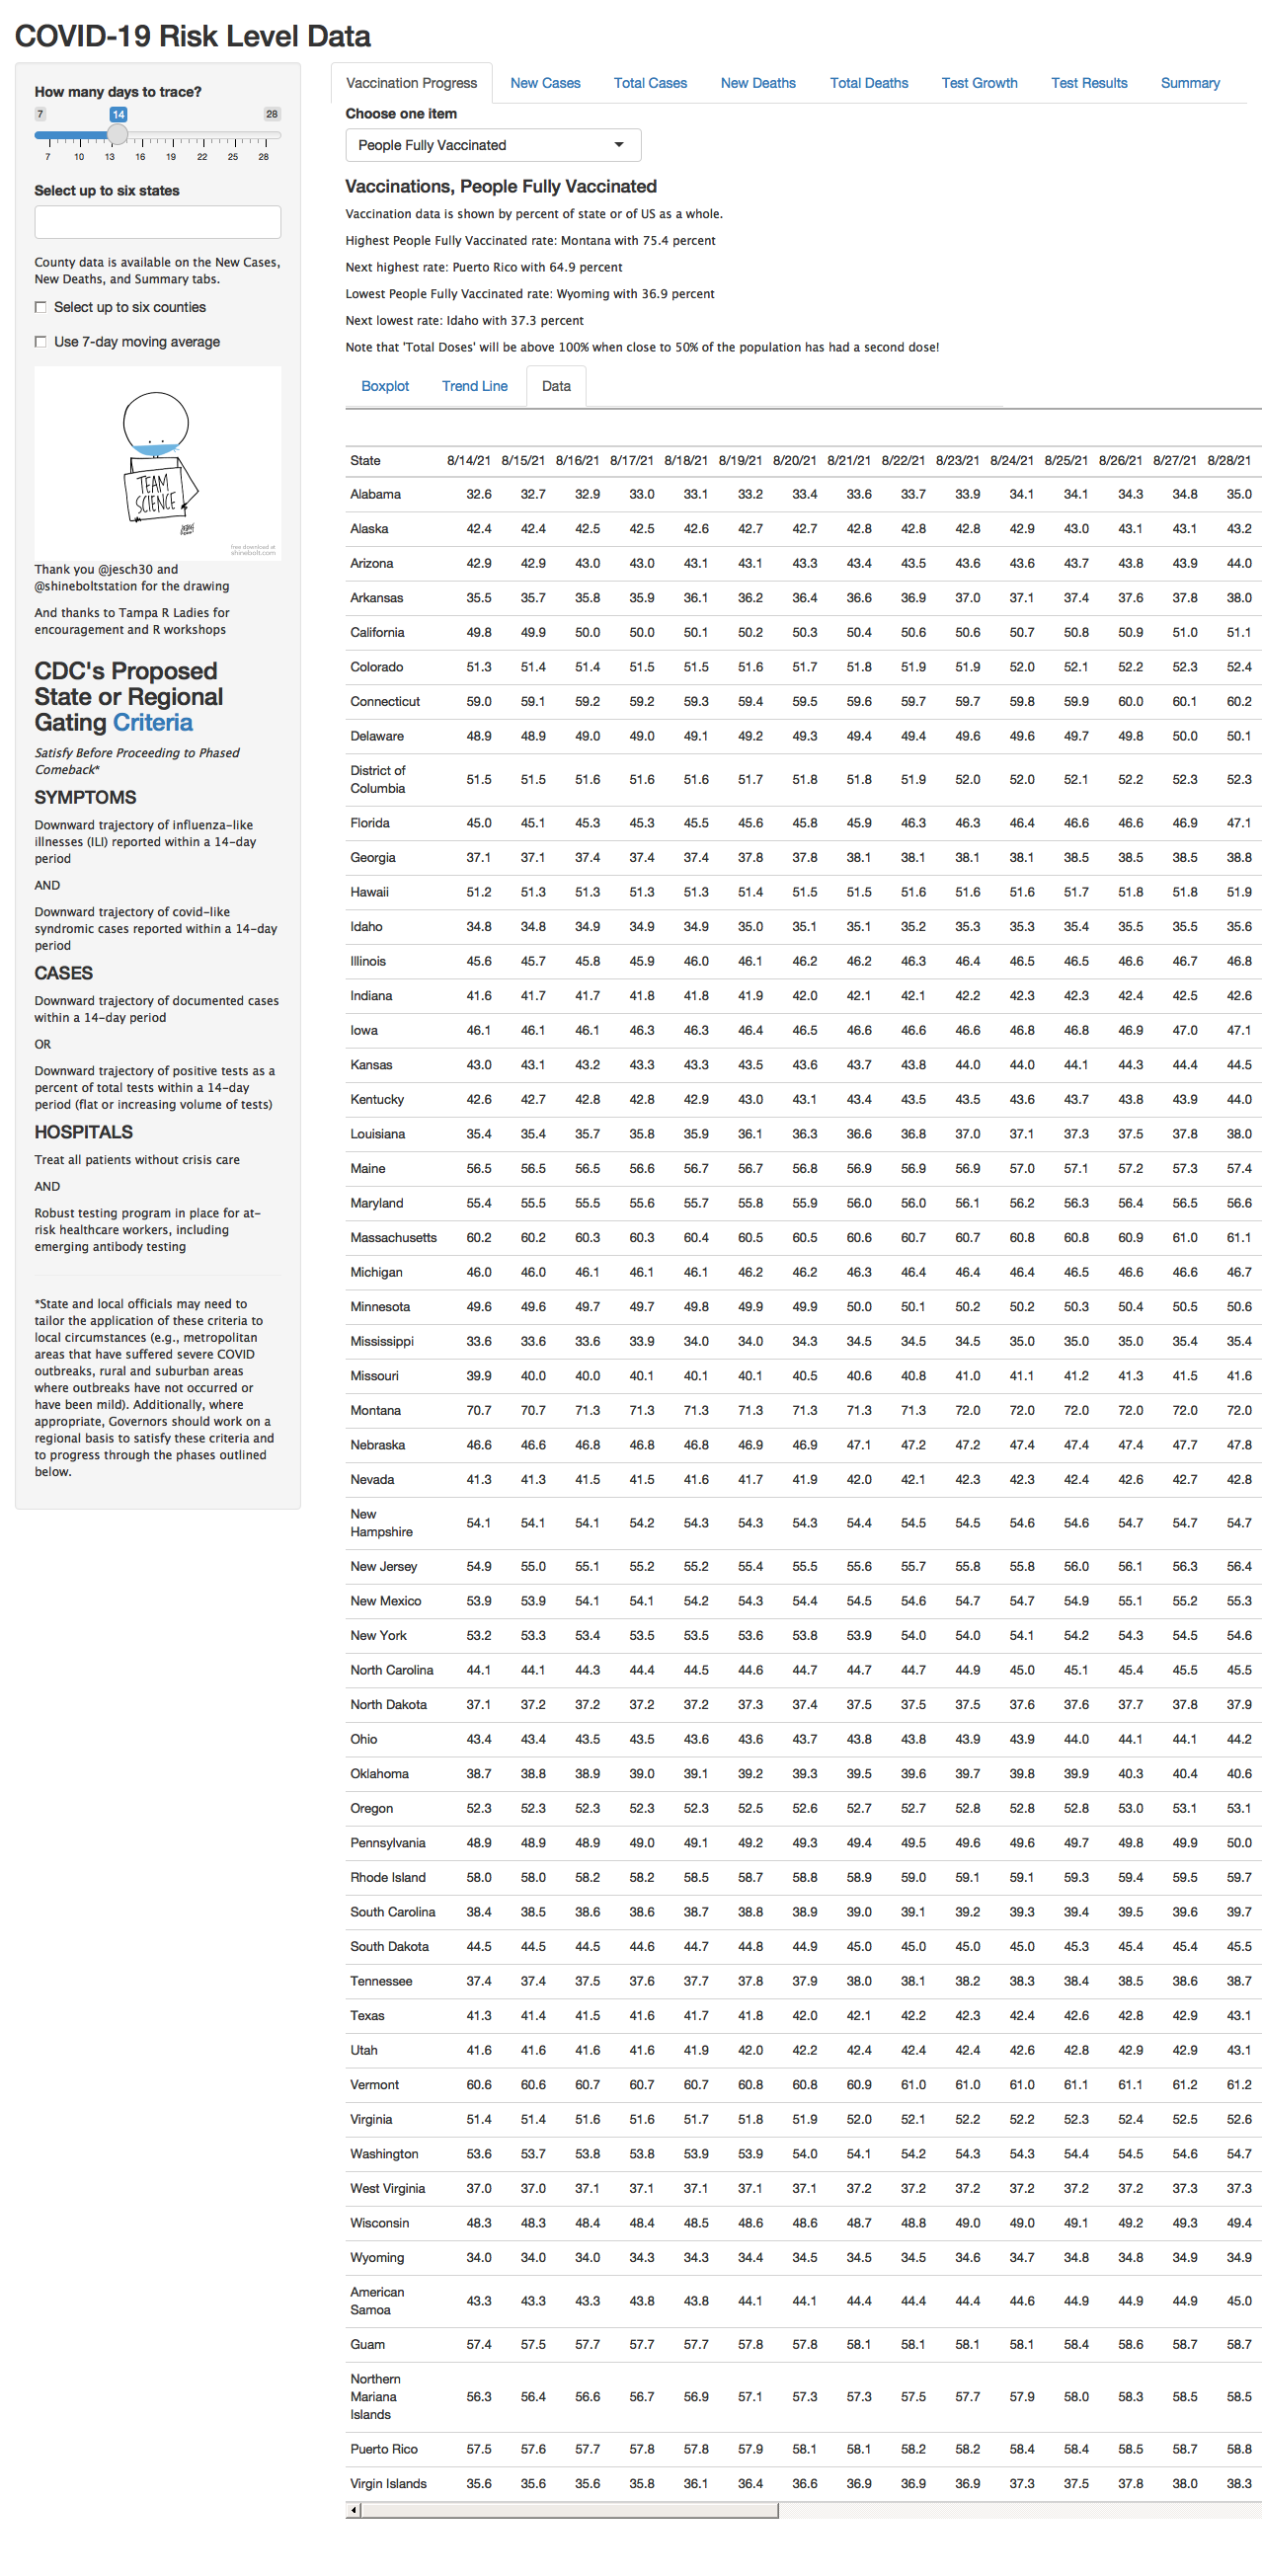 COVID-19 Risk Level Data
How many days to trace?
7 14 28
7 10 13 16 19 22 25 28
Select up to six states
County data is available on the New Cases,
New Deaths, and Summary tabs.
Select up to six counties
Use 7-day moving average
TEAM
SCIENCE
free download at
shinebolt.com
Thank you @jesch30 and
@shineboltstation for the drawing
And thanks to Tampa R Ladies for
encouragement and R workshops
CDC's Proposed
State or Regional
Gating Criteria
Satisfy Before Proceeding to Phased
Comeback*
SYMPTOMS
Downward trajectory of influenza-like
illnesses (ILI) reported within a 14-day
period
AND
Downward trajectory of covid-like
syndromic cases reported within a 14-day
period
CASES
Downward trajectory of documented cases
within a 14-day period
OR
Downward trajectory of positive tests as a
percent of total tests within a 14-day
period (flat or increasing volume of tests)
HOSPITALS
Treat all patients without crisis care
AND
Robust testing program in place for at-
risk healthcare workers, including
emerging antibody testing
*State and local officials may need to
tailor the application of these criteria to
local circumstances (e.g., metropolitan
areas that have suffered severe COVID
outbreaks, rural and suburban areas
where outbreaks have not occurred or
have been mild). Additionally, where
appropriate, Governors should work on a
regional basis to satisfy these criteria and
to progress through the phases outlined
below.
Vaccination Progress New Cases Total Cases New Deaths Total Deaths Test Growth Test Results Summary
Choose one item
People Fully Vaccinated
Vaccinations, People Fully Vaccinated
Vaccination data is shown by percent of state or of US as a whole.
Highest People Fully Vaccinated rate: Montana with 75.4 percent
Next highest rate: Puerto Rico with 64.9 percent
Lowest People Fully Vaccinated rate: Wyoming with 36.9 percent
Next lowest rate: Idaho with 37.3 percent
Note that 'Total Doses' will be above 100% when close to 50% of the population has had a second dose!
Boxplot Trend Line Data
State 8/14/21 8/15/21 8/16/21 8/17/21 8/18/21 8/19/21 8/20/21 8/21/21 8/22/21 8/23/21 8/24/21 8/25/21 8/26/21 8/27/21 8/28/21
Alabama 32.6 32.7 32.9 33.0 33.1 33.2 33.4 33.6 33.7 33.9 34.1 34.1 34.3 34.8 35.0
Alaska 42.4 42.4 42.5 42.5 42.6 42.7 42.7 42.8 42.8 42.8 42.9 43.0 43.1 43.1 43.2
Arizona 42.9 42.9 43.0 43.0 43.1 43.1 43.3 43.4 43.5 43.6 43.6 43.7 43.8 43.9 44.0
Arkansas 35.5 35.7 35.8 35.9 36.1 36.2 36.4 36.6 36.9 37.0 37.1 37.4 37.6 37.8 38.0
California 49.8 49.9 50.0 50.0 50.1 50.2 50.3 50.4 50.6 50.6 50.7 50.8 50.9 51.0 51.1
Colorado 51.3 51.4 51.4 51.5 51.5 51.6 51.7 51.8 51.9 51.9 52.0 52.1 52.2 52.3 52.4
Connecticut 59.0 59.1 59.2 59.2 59.3 59.4 59.5 59.6 59.7 59.7 59.8 59.9 60.0 60.1 60.2
Delaware 48.9 48.9 49.0 49.0 49.1 49.2 49.3 49.4 49.4 49.6 49.6 49.7 49.8 50.0 50.1
District of
Columbia 51.5 51.5 51.6 51.6 51.6 51.7 51.8 51.8 51.9 52.0 52.0 52.1 52.2 52.3 52.3
Florida 45.0 45.1 45.3 45.3 45.5 45.6 45.8 45.9 46.3 46.3 46.4 46.6 46.6 46.9 47.1
Georgia 37.1 37.1 37.4 37.4 37.4 37.8 37.8 38.1 38.1 38.1 38.1 38.5 38.5 38.5 38.8
Hawaii 51.2 51.3 51.3 51.3 51.3 51.4 51.5 51.5 51.6 51.6 51.6 51.7 51.8 51.8 51.9
Idaho 34.8 34.8 34.9 34.9 34.9 35.0 35.1 35.1 35.2 35.3 35.3 35.4 35.5 35.5 35.6
Illinois 45.6 45.7 45.8 45.9 46.0 46.1 46.2 46.2 46.3 46.4 46.5 46.5 46.6 46.7 46.8
Indiana 41.6 41.7 41.7 41.8 41.8 41.9 42.0 42.1 42.1 42.2 42.3 42.3 42.4 42.5 42.6
Iowa 46.1 46.1 46.1 46.3 46.3 46.4 46.5 46.6 46.6 46.6 46.8 46.8 46.9 47.0 47.1
Kansas 43.0 43.1 43.2 43.3 43.3 43.5 43.6 43.7 43.8 44.0 44.0 44.1 44.3 44.4 44.5
Kentucky 42.6 42.7 42.8 42.8 42.9 43.0 43.1 43.4 43.5 43.5 43.6 43.7 43.8 43.9 44.0
Louisiana 35.4 35.4 35.7 35.8 35.9 36.1 36.3 36.6 36.8 37.0 37.1 37.3 37.5 37.8 38.0
Maine 56.5 56.5 56.5 56.6 56.7 56.7 56.8 56.9 56.9 56.9 57.0 57.1 57.2 57.3 57.4
Maryland 55.4 55.5 55.5 55.6 55.7 55.8 55.9 56.0 56.0 56.1 56.2 56.3 56.4 56.5 56.6
Massachusetts 60.2 60.2 60.3 60.3 60.4 60.5 60.5 60.6 60.7 60.7 60.8 60.8 60.9 61.0 61.1
Michigan 46.0 46.0 46.1 46.1 46.1 46.2 46.2 46.3 46.4 46.4 46.4 46.5 46.6 46.6 46.7
Minnesota 49.6 49.6 49.7 49.7 49.8 49.9 49.9 50.0 50.1 50.2 50.2 50.3 50.4 50.5 50.6
Mississippi 33.6 33.6 33.6 33.9 34.0 34.0 34.3 34.5 34.5 34.5 35.0 35.0 35.0 35.4 35.4
Missouri 39.9 40.0 40.0 40.1 40.1 40.1 40.5 40.6 40.8 41.0 41.1 41.2 41.3 41.5 41.6
Montana 70.7 70.7 71.3 71.3 71.3 71.3 71.3 71.3 71.3 72.0 72.0 72.0 72.0 72.0 72.0
Nebraska 46.6 46.6 46.8 46.8 46.8 46.9 46.9 47.1 47.2 47.2 47.4 47.4 47.4 47.7 47.8
Nevada 41.3 41.3 41.5 41.5 41.6 41.7 41.9 42.0 42.1 42.3 42.3 42.4 42.6 42.7 42.8
New
Hampshire 54.1 54.1 54.1 54.2 54.3 54.3 54.3 54.4 54.5 54.5 54.6 54.6 54.7 54.7 54.7
New Jersey 54.9 55.0 55.1 55.2 55.2 55.4 55.5 55.6 55.7 55.8 55.8 56.0 56.1 56.3 56.4
New Mexico 53.9 53.9 54.1 54.1 54.2 54.3 54.4 54.5 54.6 54.7 54.7 54.9 55.1 55.2 55.3
New York 53.2 53.3 53.4 53.5 53.5 53.6 53.8 53.9 54.0 54.0 54.1 54.2 54.3 54.5 54.6
North Carolina 44.1 44.1 44.3 44.4 44.5 44.6 44.7 44.7 44.7 44.9 45.0 45.1 45.4 45.5 45.5
North Dakota 37.1 37.2 37.2 37.2 37.2 37.3 37.4 37.5 37.5 37.5 37.6 37.6 37.7 37.8 37.9
Ohio 43.4 43.4 43.5 43.5 43.6 43.6 43.7 43.8 43.8 43.9 43.9 44.0 44.1 44.1 44.2
Oklahoma 38.7 38.8 38.9 39.0 39.1 39.2 39.3 39.5 39.6 39.7 39.8 39.9 40.3 40.4 40.6
Oregon 52.3 52.3 52.3 52.3 52.3 52.5 52.6 52.7 52.7 52.8 52.8 52.8 53.0 53.1 53.1
Pennsylvania 48.9 48.9 48.9 49.0 49.1 49.2 49.3 49.4 49.5 49.6 49.6 49.7 49.8 49.9 50.0
Rhode Island 58.0 58.0 58.2 58.2 58.5 58.7 58.8 58.9 59.0 59.1 59.1 59.3 59.4 59.5 59.7
South Carolina 38.4 38.5 38.6 38.6 38.7 38.8 38.9 39.0 39.1 39.2 39.3 39.4 39.5 39.6 39.7
South Dakota 44.5 44.5 44.5 44.6 44.7 44.8 44.9 45.0 45.0 45.0 45.0 45.3 45.4 45.4 45.5
Tennessee 37.4 37.4 37.5 37.6 37.7 37.8 37.9 38.0 38.1 38.2 38.3 38.4 38.5 38.6 38.7
Texas 41.3 41.4 41.5 41.6 41.7 41.8 42.0 42.1 42.2 42.3 42.4 42.6 42.8 42.9 43.1
Utah 41.6 41.6 41.6 41.6 41.9 42.0 42.2 42.4 42.4 42.4 42.6 42.8 42.9 42.9 43.1
Vermont 60.6 60.6 60.7 60.7 60.7 60.8 60.8 60.9 61.0 61.0 61.0 61.1 61.1 61.2 61.2
Virginia 51.4 51.4 51.6 51.6 51.7 51.8 51.9 52.0 52.1 52.2 52.2 52.3 52.4 52.5 52.6
Washington 53.6 53.7 53.8 53.8 53.9 53.9 54.0 54.1 54.2 54.3 54.3 54.4 54.5 54.6 54.7
West Virginia 37.0 37.0 37.1 37.1 37.1 37.1 37.1 37.2 37.2 37.2 37.2 37.2 37.2 37.3 37.3
Wisconsin 48.3 48.3 48.4 48.4 48.5 48.6 48.6 48.7 48.8 49.0 49.0 49.1 49.2 49.3 49.4
Wyoming 34.0 34.0 34.0 34.3 34.3 34.4 34.5 34.5 34.5 34.6 34.7 34.8 34.8 34.9 34.9
American
Samoa 43.3 43.3 43.3 43.8 43.8 44.1 44.1 44.4 44.4 44.4 44.6 44.9 44.9 44.9 45.0
Guam 57.4 57.5 57.7 57.7 57.7 57.8 57.8 58.1 58.1 58.1 58.1 58.4 58.6 58.7 58.7
Northern
Mariana 56.3 56.4 56.6 56.7 56.9 57.1 57.3 57.3 57.5 57.7 57.9 58.0 58.3 58.5 58.5
Islands
Puerto Rico 57.5 57.6 57.7 57.8 57.8 57.9 58.1 58.1 58.2 58.2 58.4 58.4 58.5 58.7 58.8
Virgin Islands 35.6 35.6 35.6 35.8 36.1 36.4 36.6 36.9 36.9 36.9 37.3 37.5 37.8 38.0 38.3